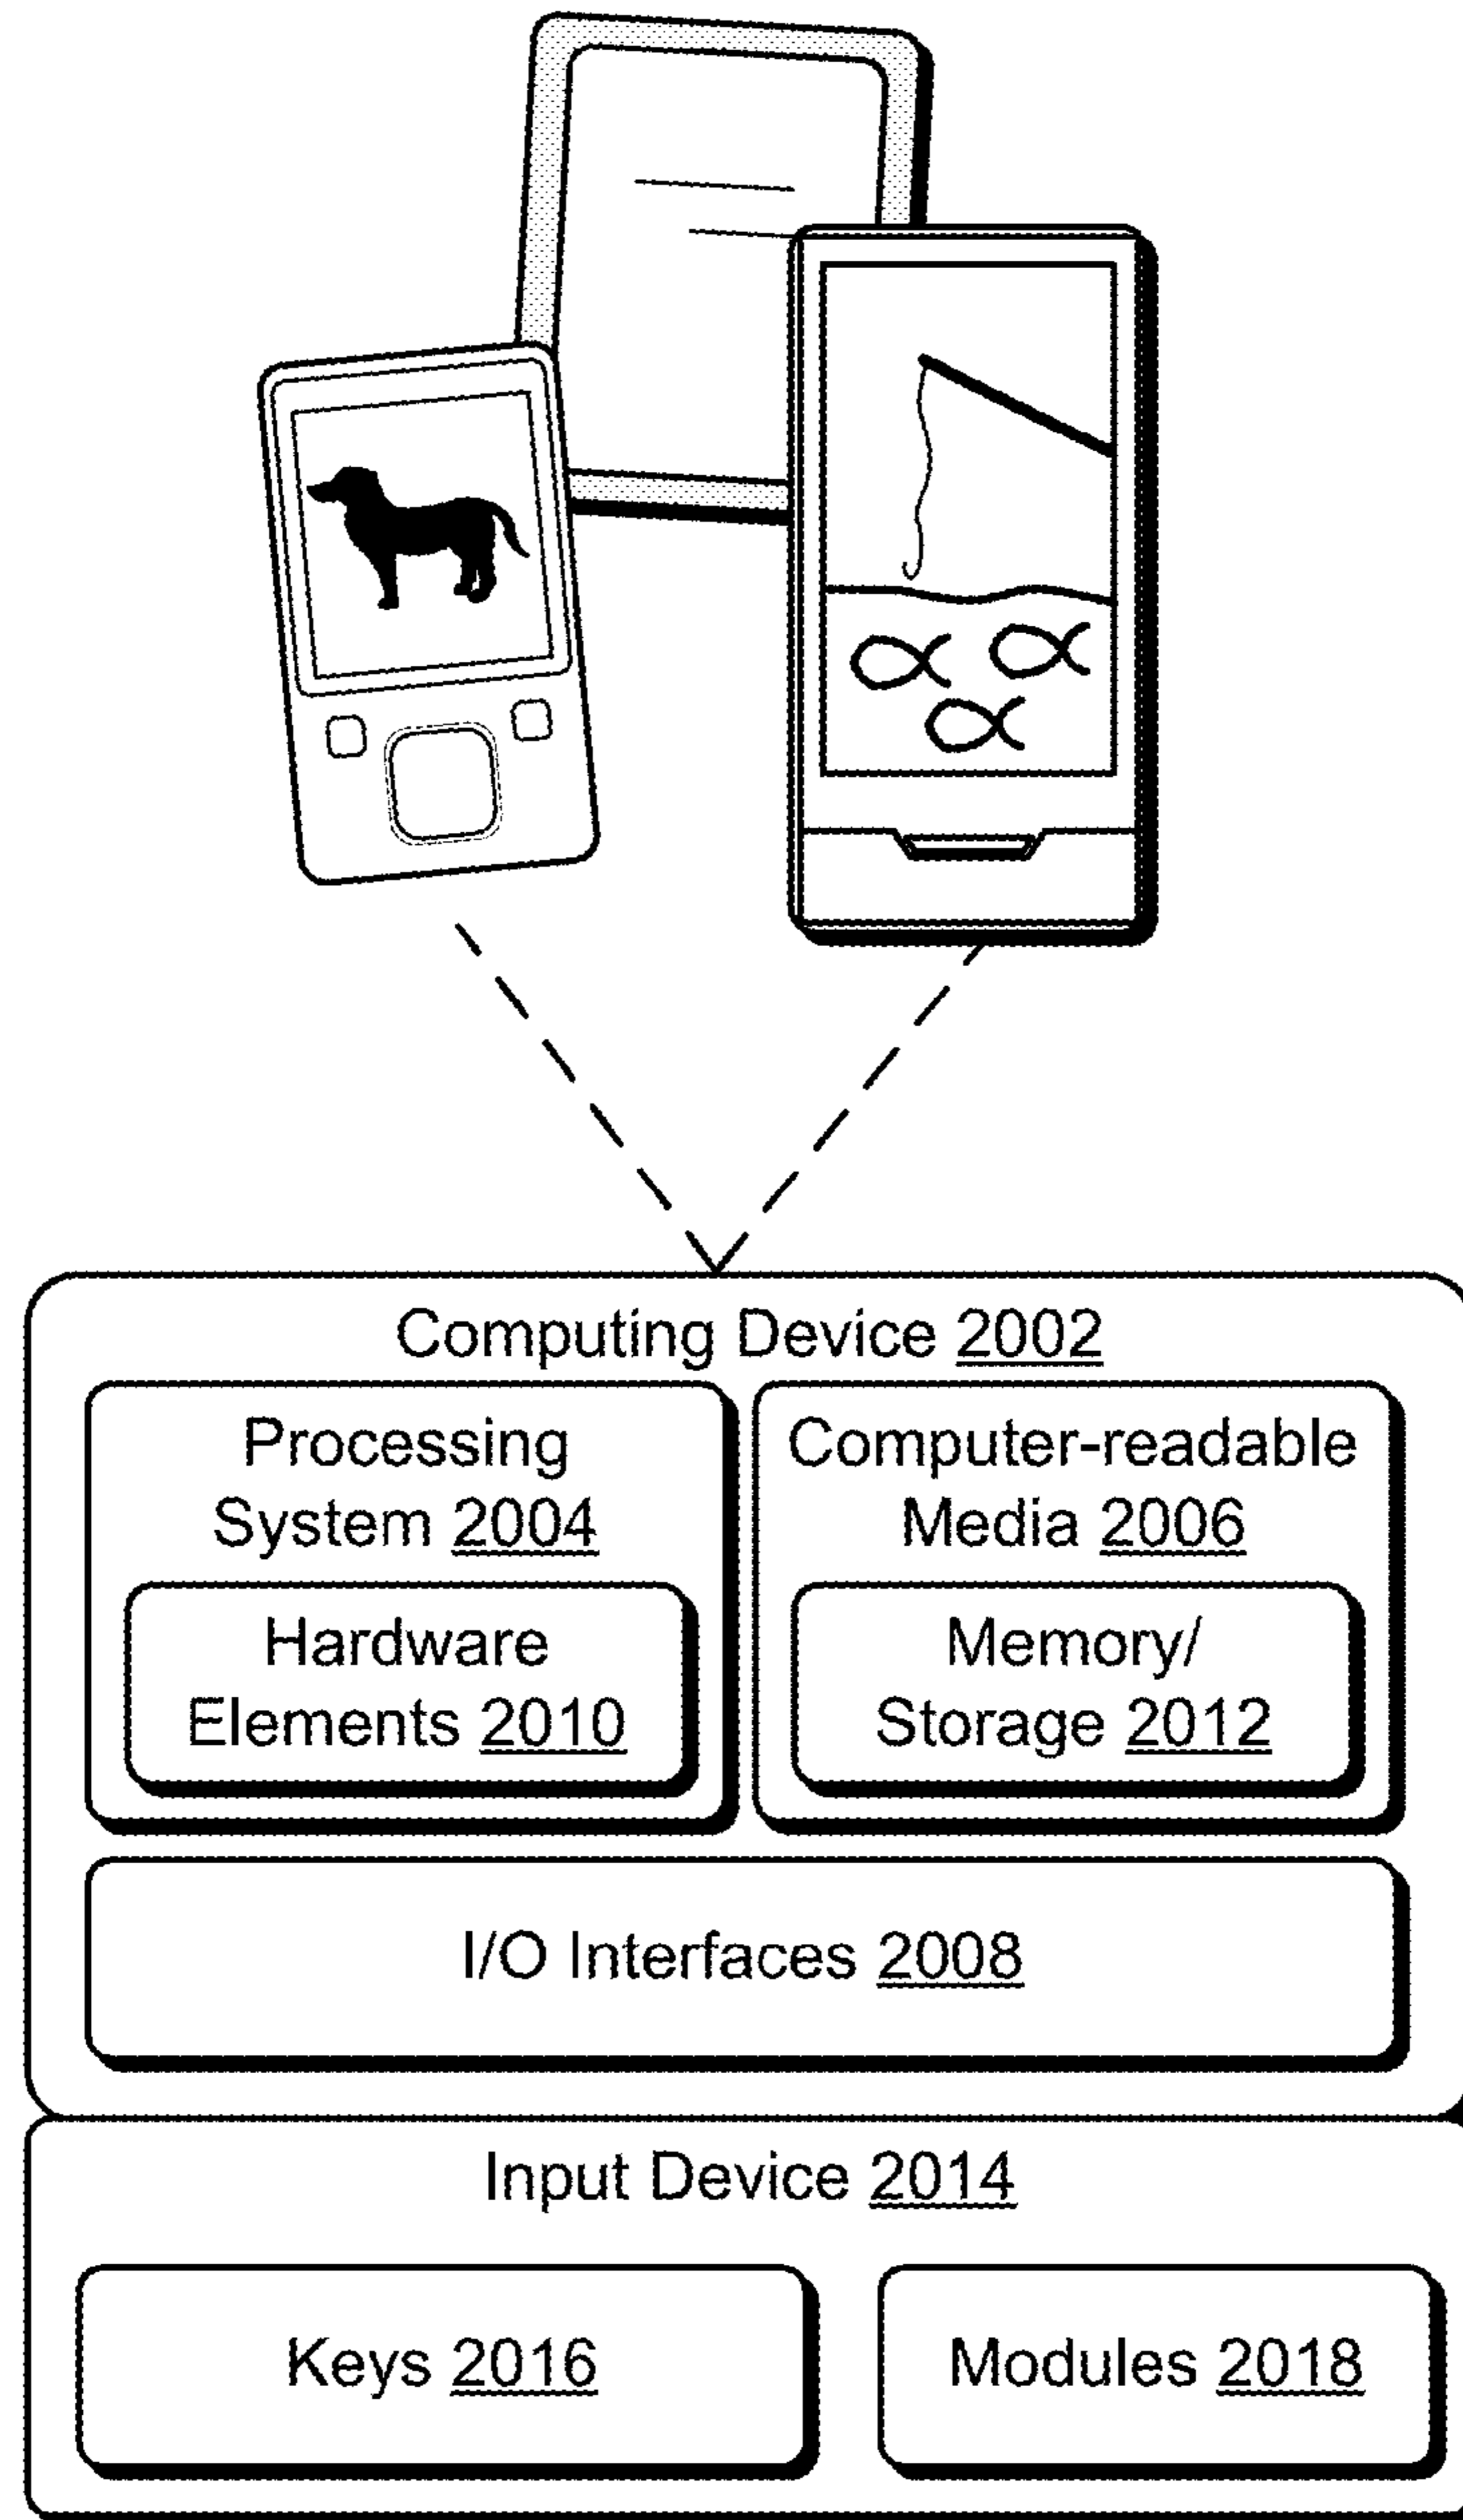 Computing Device 2002
Processing
System 2004
Hardware
Elements 2010
Computer-readable
Media 2006
Memory/
Storage 2012
I/O Interfaces 2008
Input Device 2014
Keys 2016
Modules 2018